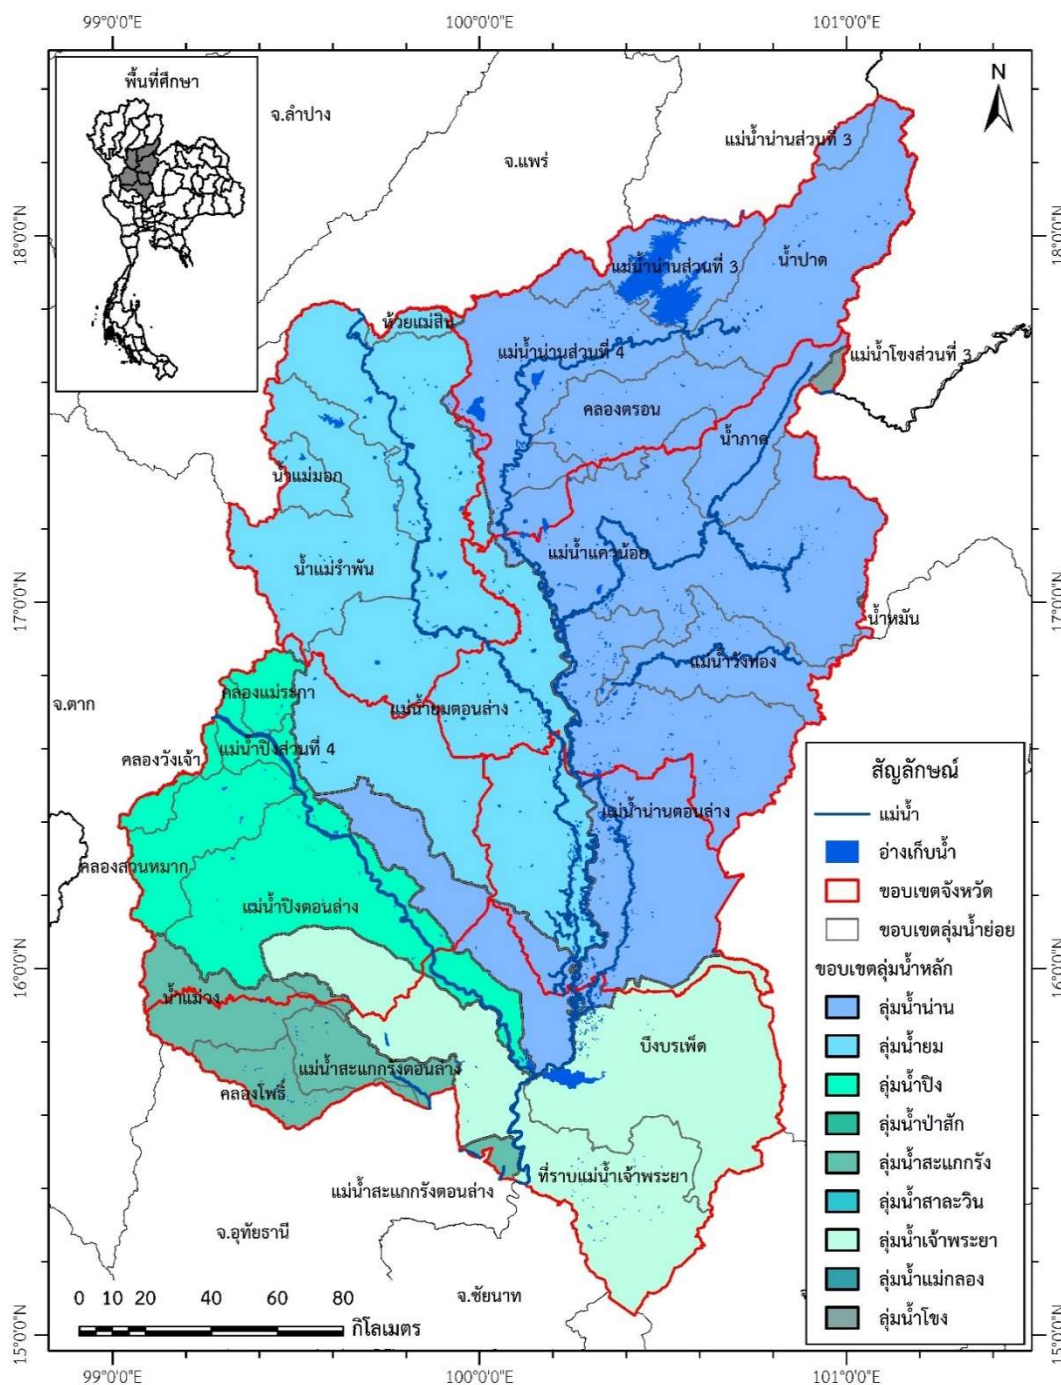 99°0'0"E
100°0'0"E
101°0'0"E
พื้นที่ศึกษา
N
จ.ลำปาง
จ.แพร่
แม่น้ำน่านส่วนที่ 3
18°0'0"N
18°0'0"N
แม่น้ำน่านส่วนที่ 3
น้ำปาด
ห้วยแม่สิน
แม่น้ำน่านส่วนที่ 4
แม่น้ำโขงส่วนที่ 3
คลองตรอน
น้ำภาค
น้ำแม่มอก
แม่น้ำแควน้อย
น้ำแม่รำพัน
17°0'0"N
17°0'0"N
น้ำหมัน
แม่น้ำวังทอง
คลองแม่ระกา
จ.ตาก
แม่น้ำยมตอนล่าง
คลองวังเจ้า
แม่น้ำปิงส่วนที่ 4
แม่น้ำน่านตอนล่าง
คลองสวนหมาก
แม่น้ำปิงตอนล่าง
16°0'0"N
16°0'0"N
น้ำแม่วง
บึงบรเพ็ด
แม่น้ำสะแกกรังตอนล่าง
คลองโพธิ์
ที่ราบแม่น้ำเจ้าพระยา
แม่น้ำสะแกกรังตอนล่าง
จ.อุทัยธานี
จ.ชัยนาท
สัญลักษณ์
แม่น้ำ
อ่างเก็บน้ำ
ขอบเขตจังหวัด
ขอบเขตลุ่มน้ำย่อย
ขอบเขตลุ่มน้ำหลัก
ลุ่มน้ำน่าน
ลุ่มน้ำยม
ลุ่มน้ำปิง
ลุ่มน้ำป่าสัก
ลุ่มน้ำสะแกกรัง
ลุ่มน้ำสาละวิน
ลุ่มน้ำเจ้าพระยา
ลุ่มน้ำแม่กลอง
ลุ่มน้ำโขง
0 10 20 40 60 80
กิโลเมตร
15°0'0"N
15°0'0"N
99°0'0"E
100°0'0"E
101°0'0"E